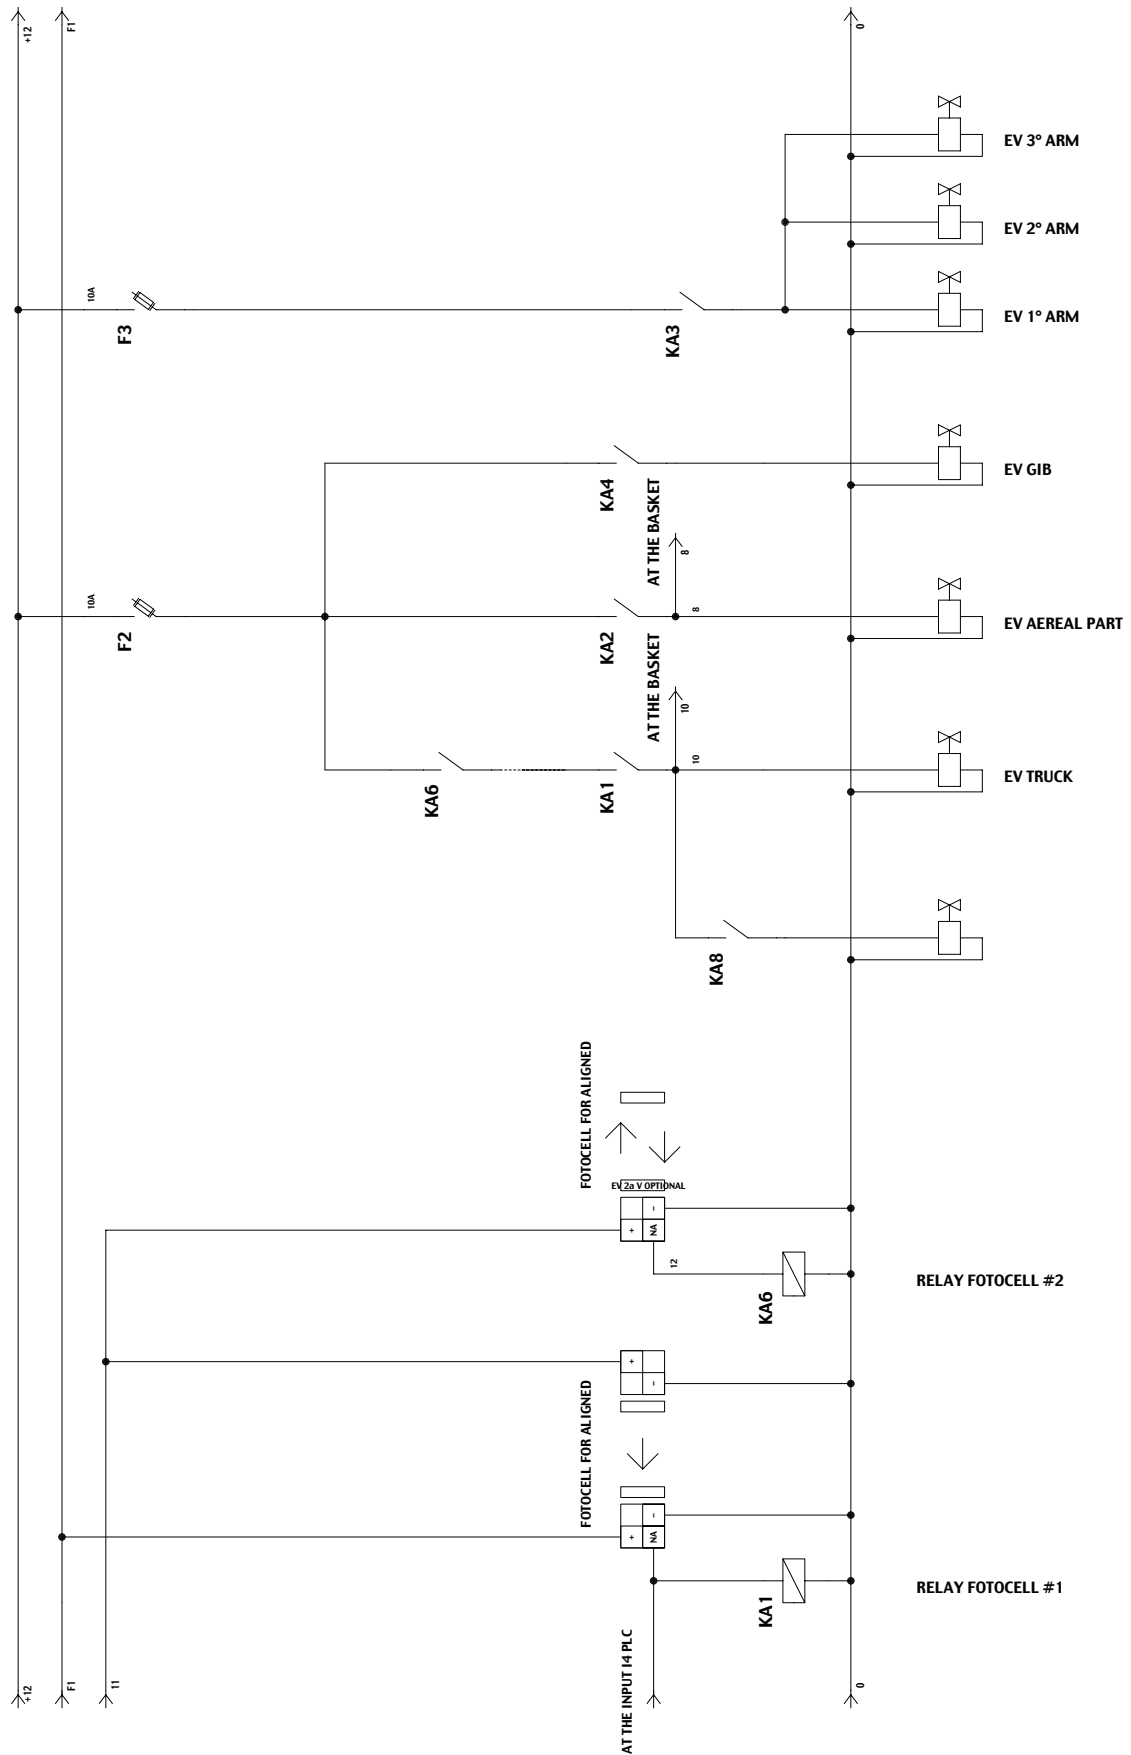 +12
F1
0
EV 3° ARM
EV 2° ARM
10A
F3
KA3
EV 1° ARM
KA4
EV GIB
AT THE BASKET
8
10A
F2
KA2
8
EV AEREAL PART
AT THE BASKET
10
KA6
KA1
10
EV TRUCK
KA8
FOTOCELL FOR ALIGNED
EV 2a V OPTIONAL
-
+ NA
12
KA6
RELAY FOTOCELL #2
+
-
FOTOCELL FOR ALIGNED
-
+ NA
KA1
RELAY FOTOCELL #1
AT THE INPUT I4 PLC
+12
F1
11
0